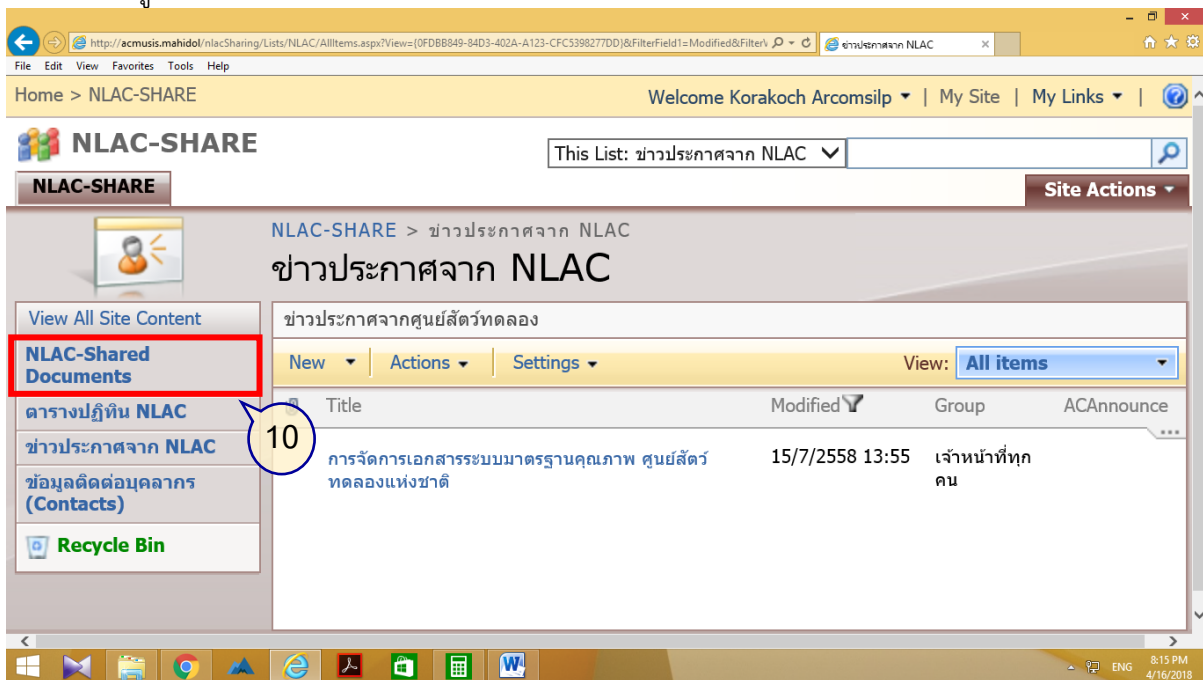 http://acmusis.mahidol/nlacSharing/Lists/NLAC/AllItems.aspx?View={0FDBB849-84D3-402A-A123-CFC5398277DD}&FilterField1=Modified&Filter
ข่าวประกาศจาก NLAC
File Edit View Favorites Tools Help
Home > NLAC-SHARE
Welcome Korakoch Arcomsilp | My Site | My Links |
NLAC-SHARE
This List: ข่าวประกาศจาก NLAC
NLAC-SHARE
Site Actions
NLAC-SHARE > ข่าวประกาศจาก NLAC
ข่าวประกาศจาก NLAC
View All Site Content
ข่าวประกาศจากศูนย์สัตว์ทดลอง
NLAC-Shared
Documents
New Actions Settings
View: All items
ตารางปฏิทิน NLAC
Title Modified Group ACAnnounce
10
ข่าวประกาศจาก NLAC
การจัดการเอกสารระบบมาตรฐานคุณภาพ ศูนย์สัตว์
ทดลองแห่งชาติ
15/7/2558 13:55
เจ้าหน้าที่ทุก
คน
ข้อมูลติดต่อบุคลากร
(Contacts)
Recycle Bin
ENG
8:15 PM
4/16/2018